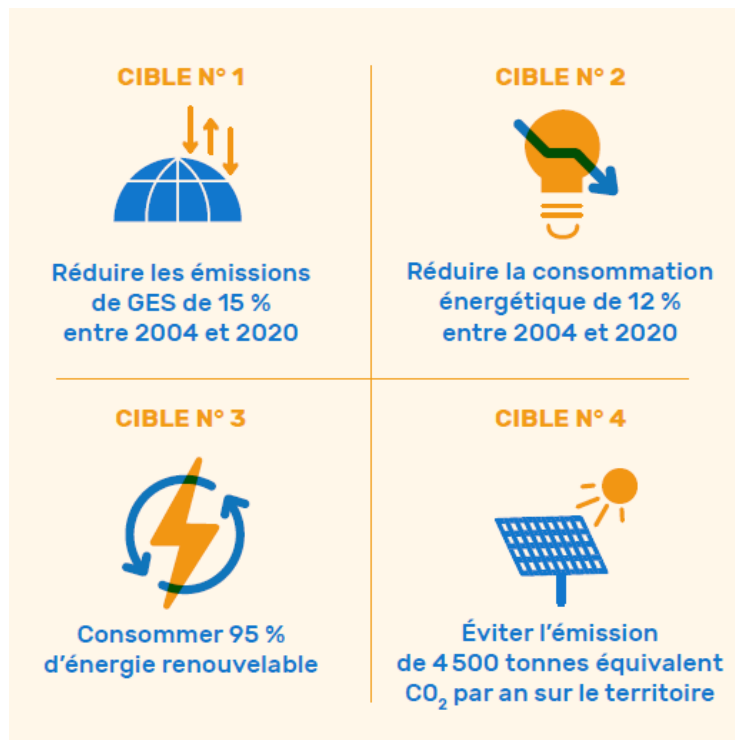 CIBLE N° 1
Réduire les émissions
de GES de 15 %
entre 2004 et 2020
CIBLE N° 2
Réduire la consommation
énergétique de 12 %
entre 2004 et 2020
CIBLE N° 3
Consommer 95 %
d’énergie renouvelable
CIBLE N° 4
Éviter l’émission
de 4 500 tonnes équivalent
C0₂ par an sur le territoire